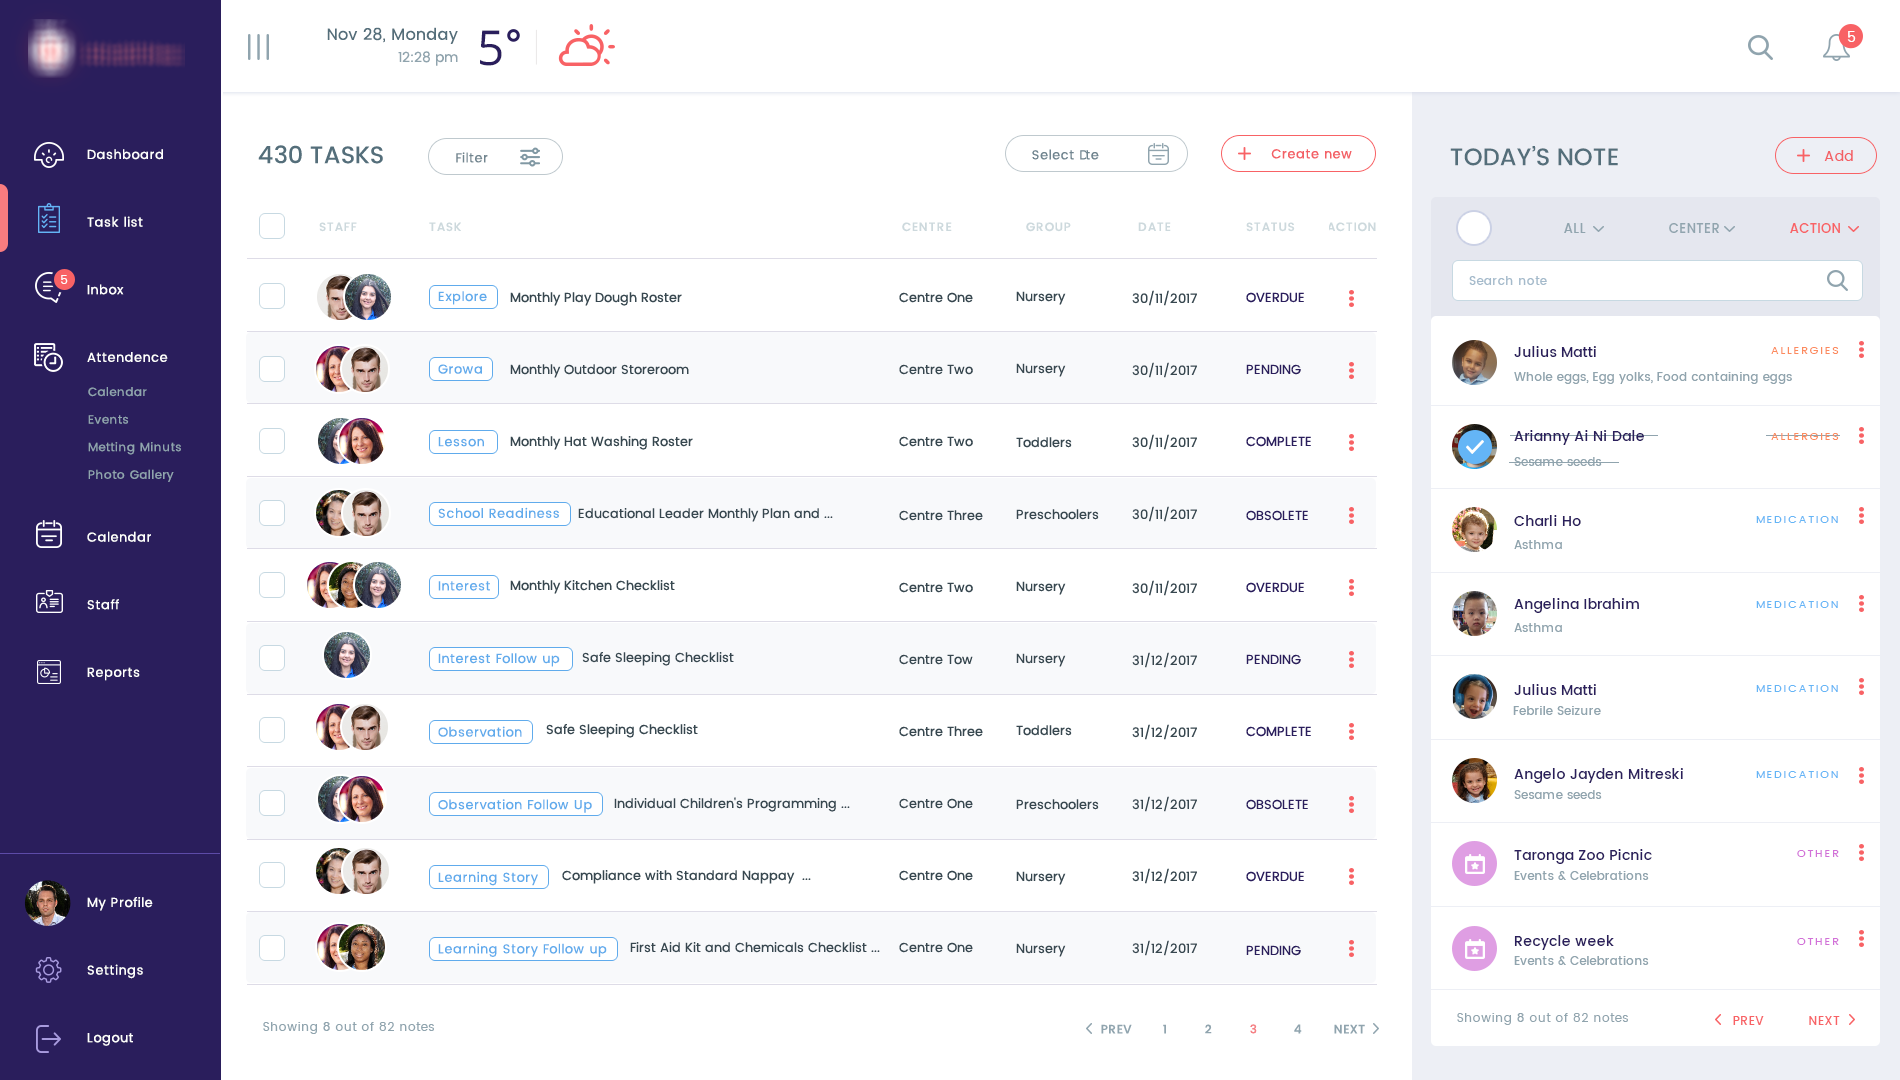 Nov 28, Monday
12:28 pm
5°
5
Dashboard
Task list
5
Inbox
Attendence
Calendar
Events
Metting Minuts
Photo Gallery
Calendar
Staff
Reports
My Profile
Settings
Logout
430 TASKS
Filter
Select Dte
Create new
STAFF TASK CENTRE GROUP DATE STATUS ACTION
Explore Monthly Play Dough Roster Centre One Nursery 30/11/2017 OVERDUE
Growa Monthly Outdoor Storeroom Centre Two Nursery 30/11/2017 PENDING
Lesson Monthly Hat Washing Roster Centre Two Toddlers 30/11/2017 COMPLETE
School Readiness Educational Leader Monthly Plan and ... Centre Three Preschoolers 30/11/2017 OBSOLETE
Interest Monthly Kitchen Checklist Centre Two Nursery 30/11/2017 OVERDUE
Interest Follow up Safe Sleeping Checklist Centre Tow Nursery 31/12/2017 PENDING
Observation Safe Sleeping Checklist Centre Three Toddlers 31/12/2017 COMPLETE
Observation Follow Up Individual Children's Programming ... Centre One Preschoolers 31/12/2017 OBSOLETE
Learning Story Compliance with Standard Nappay ... Centre One Nursery 31/12/2017 OVERDUE
Learning Story Follow up First Aid Kit and Chemicals Checklist ... Centre One Nursery 31/12/2017 PENDING
Showing 8 out of 82 notes
PREV 1 2 3 4 NEXT
TODAY'S NOTE
Add
ALL CENTER ACTION
Search note
Julius Matti ALLERGIES
Whole eggs, Egg yolks, Food containing eggs
Arianny Ai Ni Dale ALLERGIES
Sesame seeds
Charli Ho MEDICATION
Asthma
Angelina Ibrahim MEDICATION
Asthma
Julius Matti MEDICATION
Febrile Seizure
Angelo Jayden Mitreski MEDICATION
Sesame seeds
Taronga Zoo Picnic OTHER
Events & Celebrations
Recycle week OTHER
Events & Celebrations
Showing 8 out of 82 notes
PREV NEXT